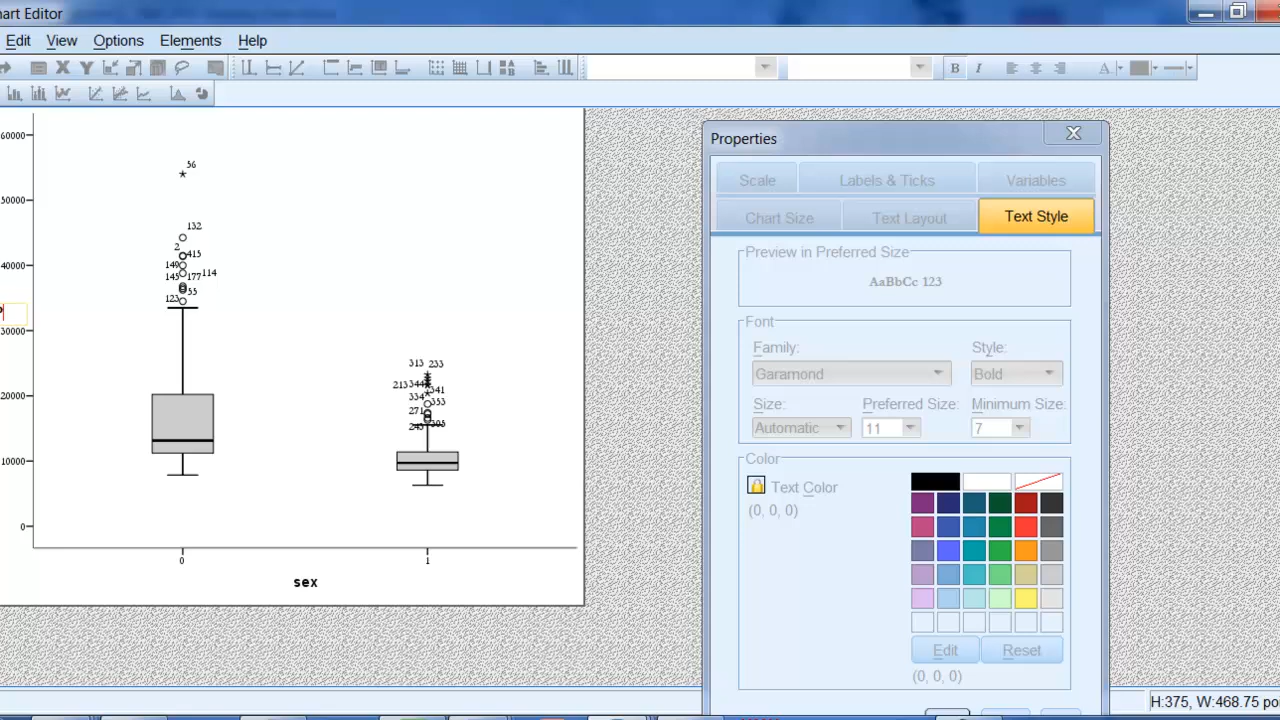 hart Editor
Edit View Options Elements Help
B I A
60000
50000
40000
30000
20000
10000
0
56
132
2 415
149
145 177 114
55
123
313 233
213 344
341
334
353
271
0 1
sex
Properties
Scale Labels & Ticks Variables
Chart Size Text Layout Text Style
Preview in Preferred Size
AaBbCc 123
Font
Family: Style:
Garamond Bold
Size: Preferred Size: Minimum Size:
Automatic 11 7
Color
Text Color
(0, 0, 0)
Edit Reset
(0, 0, 0)
H:375, W:468.75 po